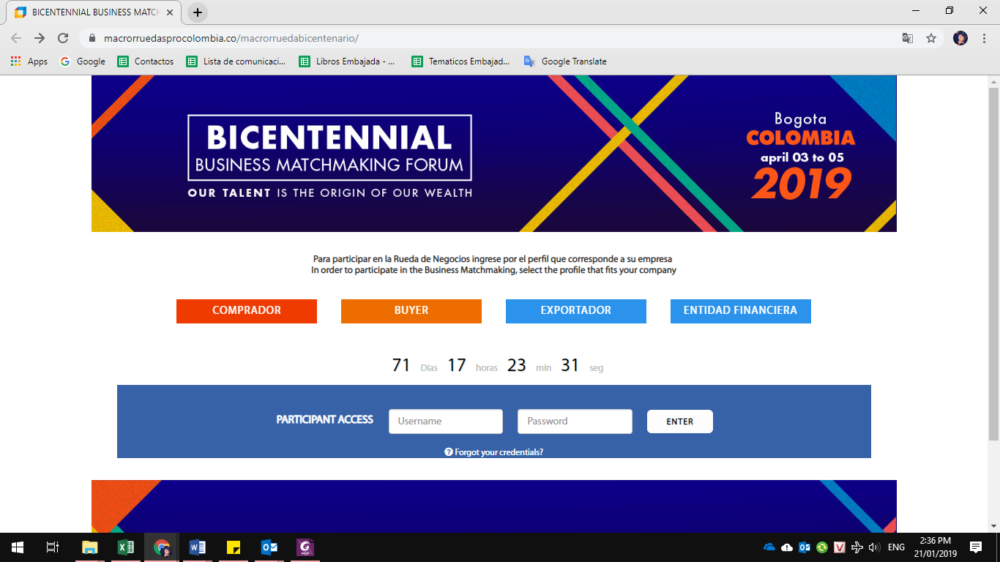 BICENTENNIAL BUSINESS MATCH
macrorruedasprocolombia.co/macrorruedabicentenario/
Apps Google Contactos Lista de comunicaci... Libros Embajada - ... Tematicos Embajad... Google Translate
BICENTENNIAL
BUSINESS MATCHMAKING FORUM
OUR TALENT IS THE ORIGIN OF OUR WEALTH
Bogota
COLOMBIA
april 03 to 05
2019
Para participar en la Rueda de Negocios ingrese por el perfil que corresponde a su empresa
In order to participate in the Business Matchmaking, select the profile that fits your company
COMPRADOR BUYER EXPORTADOR ENTIDAD FINANCIERA
71 Días 17 horas 23 min 31 seg
PARTICIPANT ACCESS Username Password ENTER
Forgot your credentials?
ENG
2:36 PM
21/01/2019